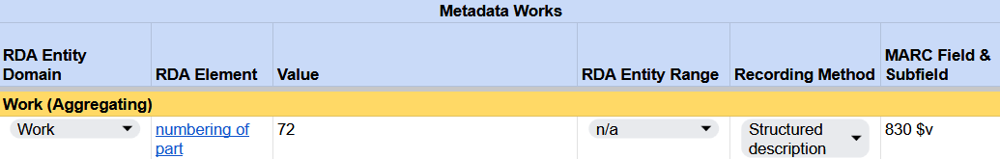 Metadata Works
RDA Entity
Domain
RDA Element
Value
RDA Entity Range
Recording Method
MARC Field &
Subfield
Work (Aggregating)
Work
numbering of
part
72
n/a
Structured
description
830 $v